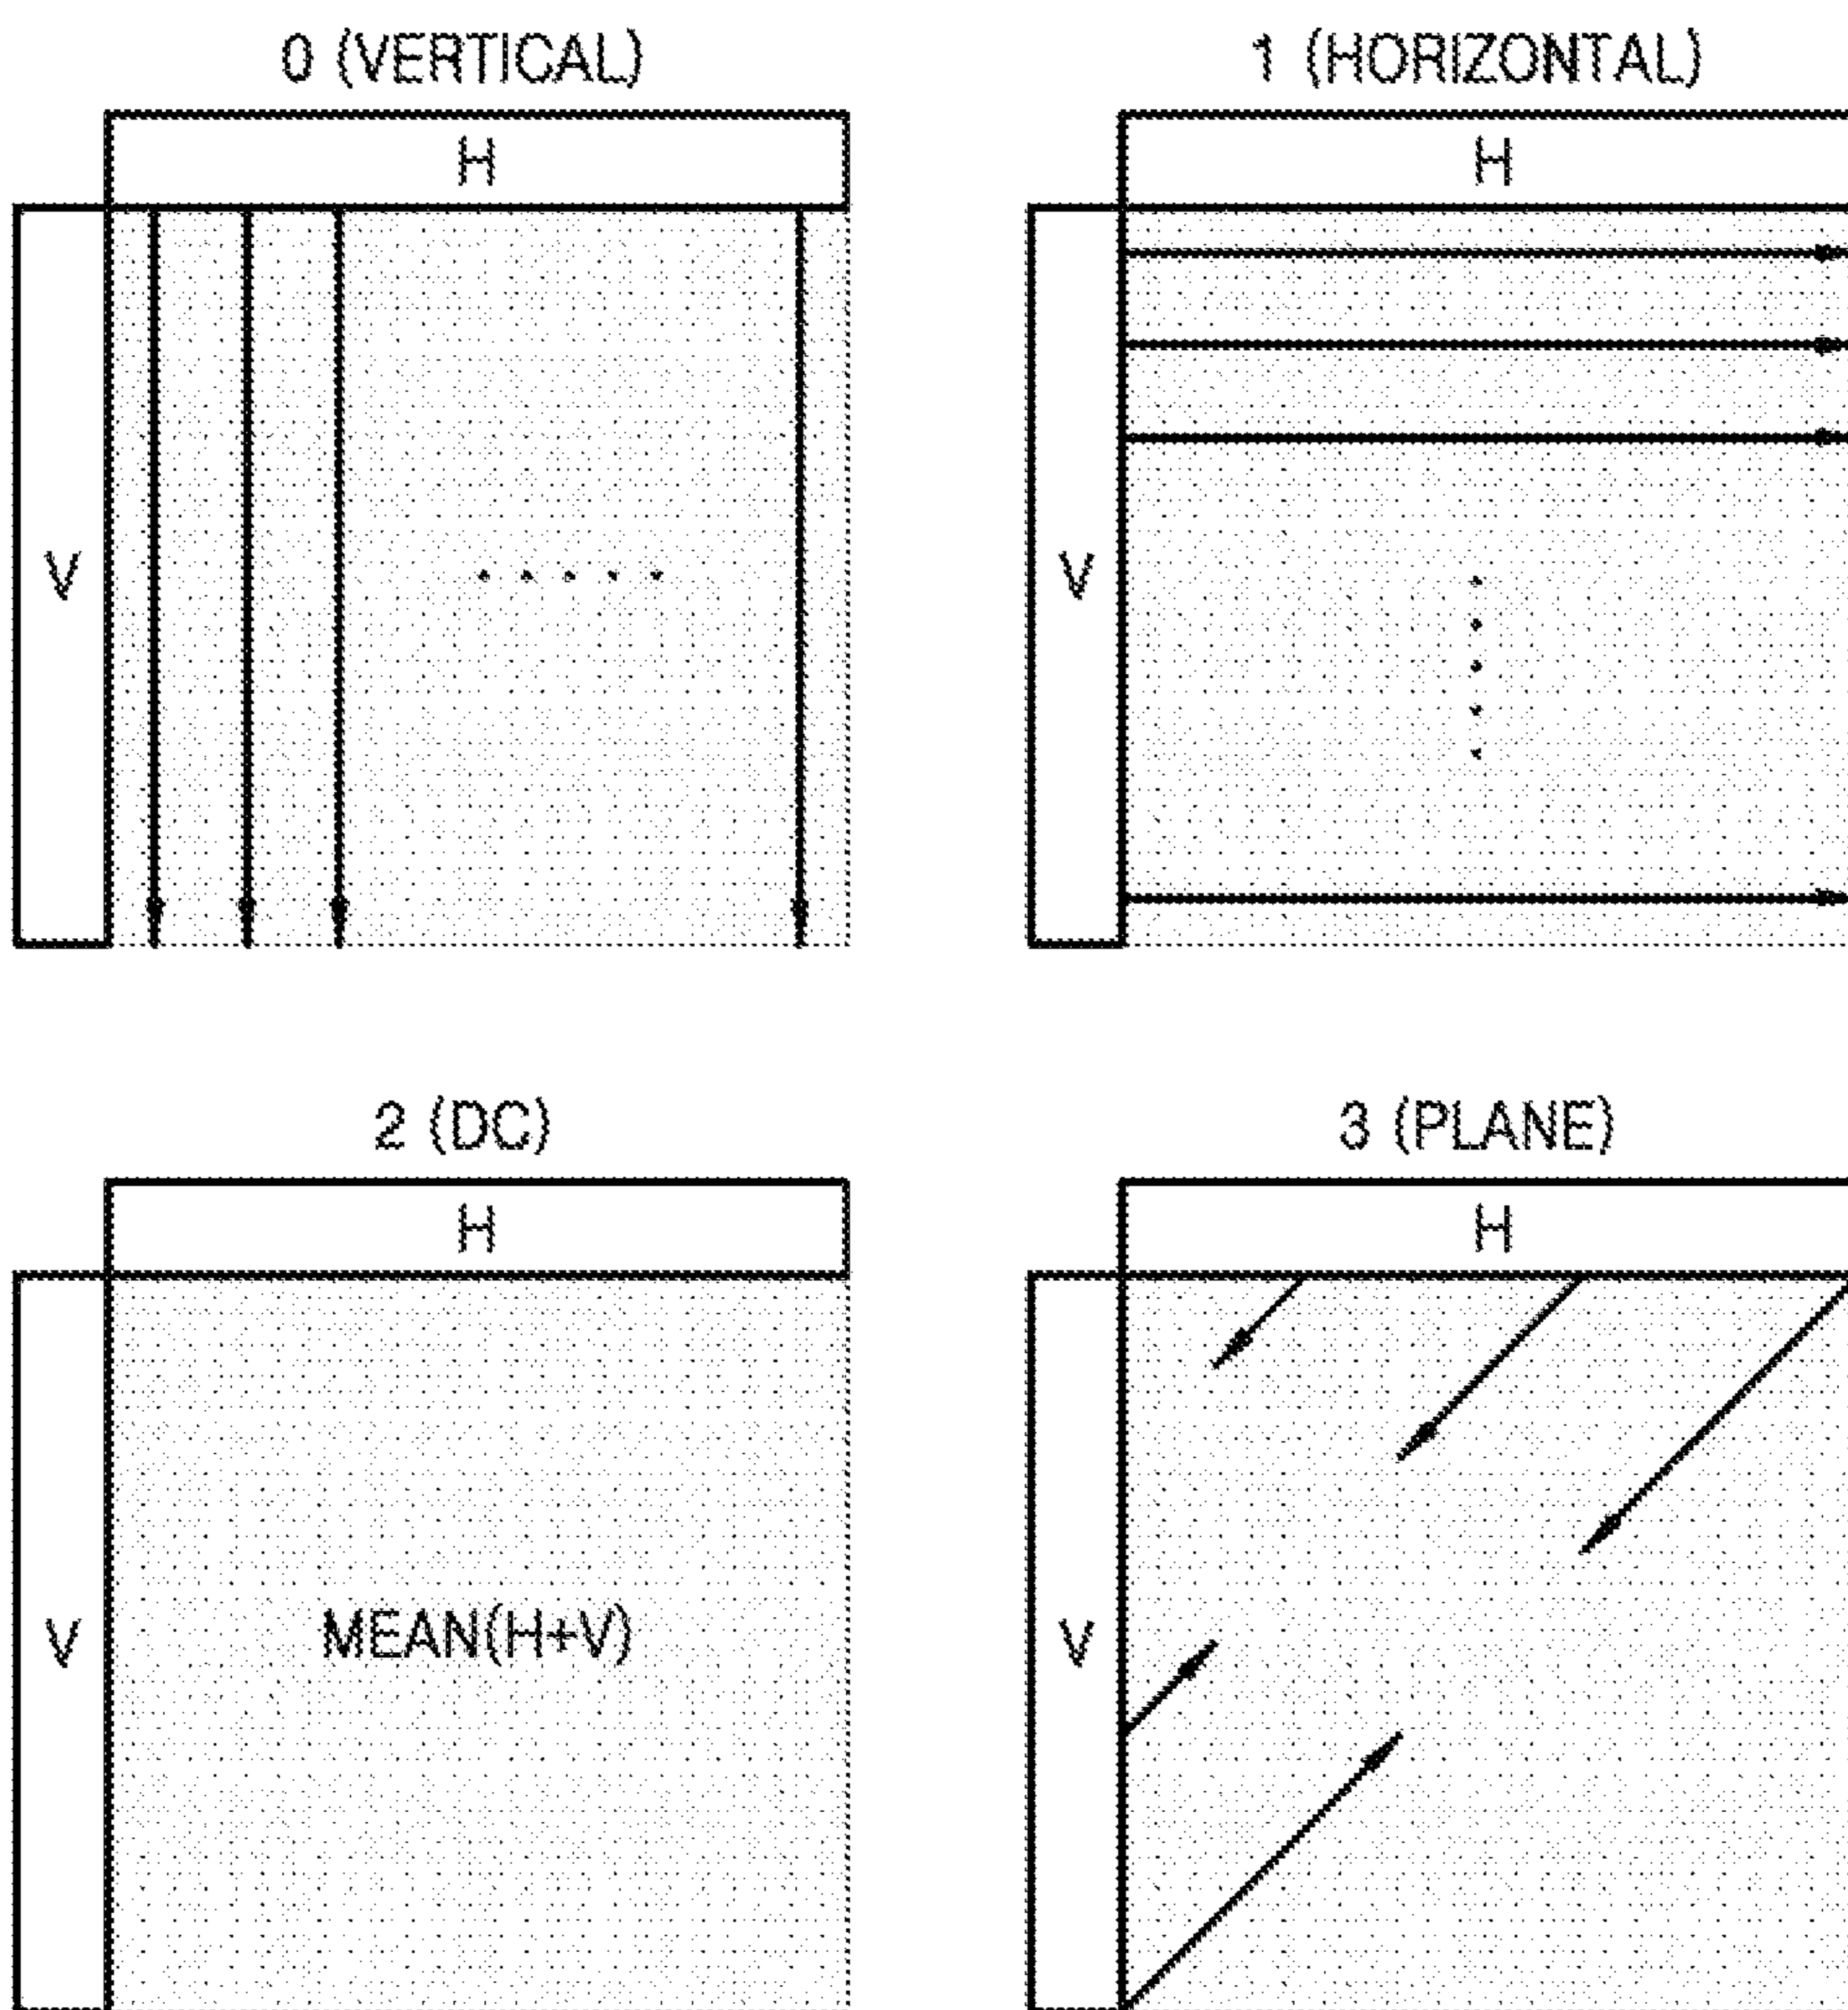 0 (VERTICAL)
H
V
1 (HORIZONTAL)
H
V
2 (DC)
H
V
MEAN(H+V)
3 (PLANE)
H
V